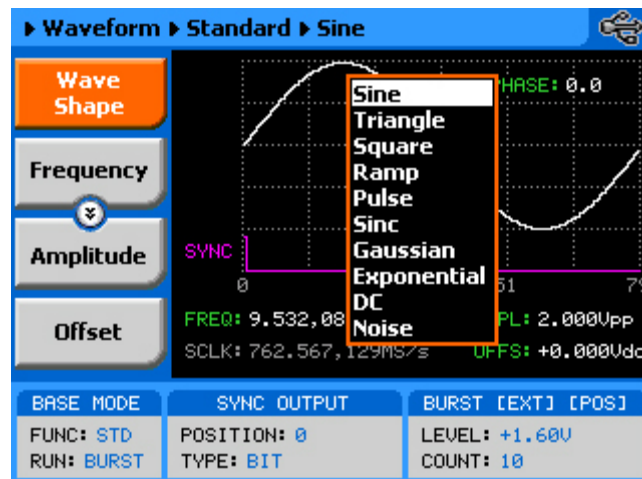 Waveform Standard Sine
Wave
Shape
Frequency
Amplitude
Offset
PHASE: 0.0
Sine
Triangle
Square
Ramp
Pulse
Sinc
Gaussian
Exponential
DC
Noise
SYNC
0
FREQ: 9.532,08
2.000Vpp
SCLK: 762.567,129MS/s
OFFS: +0.000Vdc
BASE MODE
FUNC: STD
RUN: BURST
SYNC OUTPUT
POSITION: 0
TYPE: BIT
BURST [EXT] [POS]
LEVEL: +1.60V
COUNT: 10